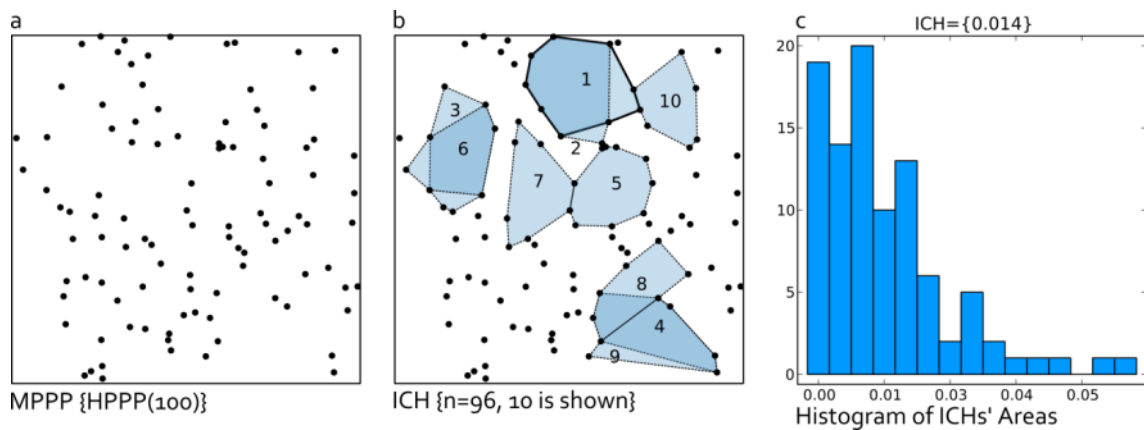 a
MPPP {HPPP(100)}
b
1
2
3
4
5
6
7
8
9
10
ICH {n=96, 10 is shown}
c
ICH={0.014}
20
15
10
5
0
0.00 0.01 0.03 0.04 0.05
Histogram of ICHs' Areas